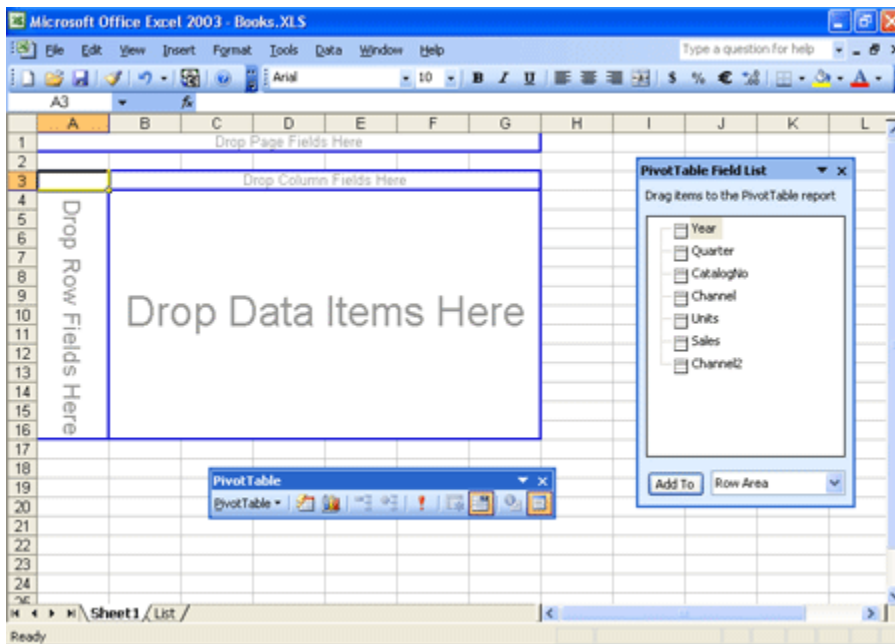 Microsoft Office Excel 2003 - Books.XLS
File Edit View Insert Format Tools Data Window Help Type a question for help
Arial 10 B I U $ % €
A3 fx
A B C D E F G H I J K L
1 Drop Page Fields Here
2
3 Drop Column Fields Here
PivotTable Field List
Drag items to the PivotTable report
4
5
6
7
8
9
10
11
12
13
14
15
16
Drop Row Fields Here
Drop Data Items Here
Year
Quarter
CatalogNo
Channel
Units
Sales
Channel2
Add To Row Area
17
18
19
20
21
22
23
24
25
PivotTable
PivotTable
Sheet1 List
Ready